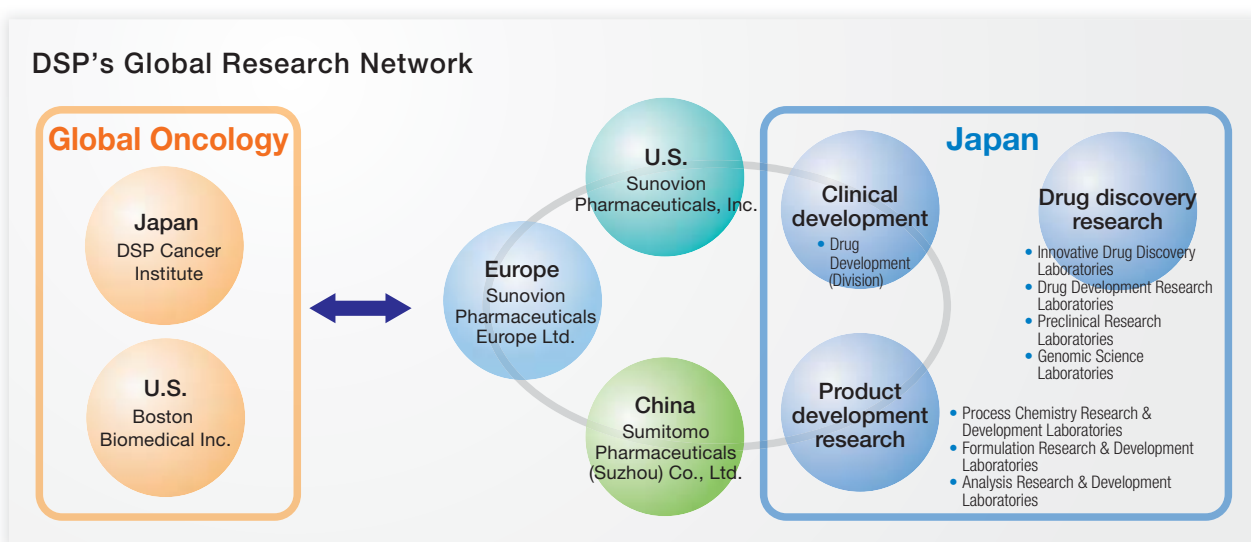 DSP’s Global Research Network
Global Oncology
Japan
DSP Cancer
Institute
U.S.
Boston
Biomedical Inc.
Europe
Sunovion
Pharmaceuticals
Europe Ltd.
U.S.
Sunovion
Pharmaceuticals, Inc.
China
Sumitomo
Pharmaceuticals
(Suzhou) Co., Ltd.
Japan
Clinical
development
• Drug
Development
(Division)
Drug discovery
research
• Innovative Drug Discovery
Laboratories
• Drug Development Research
Laboratories
• Preclinical Research
Laboratories
• Genomic Science
Laboratories
Product
development
research
• Process Chemistry Research &
Development Laboratories
• Formulation Research & Development
Laboratories
• Analysis Research & Development
Laboratories